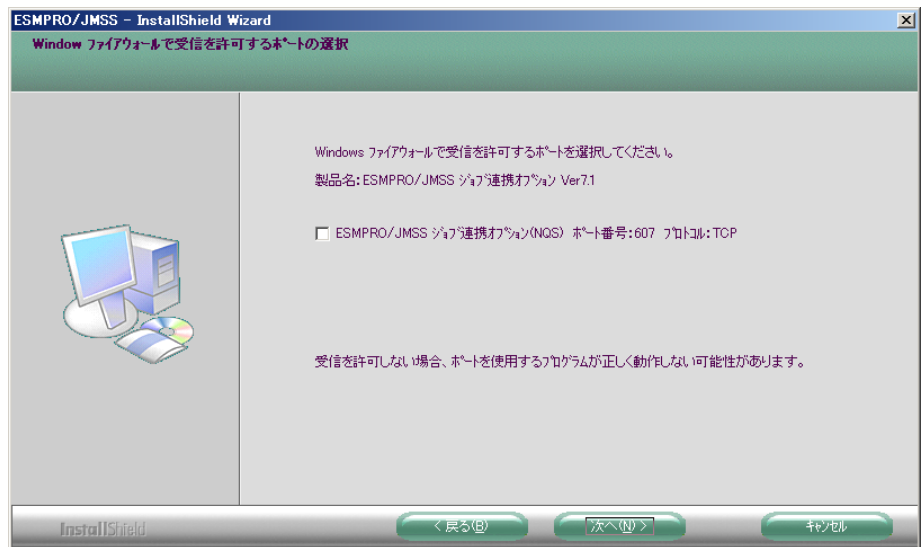 ESMPRO/JMSS - InstallShield Wizard
Window ファイアウォールで受信を許可するポートの選択
Windows ファイアウォールで受信を許可するポートを選択してください。
製品名:ESMPRO/JMSS ジョブ連携オプション Ver7.1
ESMPRO/JMSS ジョブ連携オプション(NQS) ポート番号:607 プロトコル:TCP
受信を許可しない場合、ポートを使用するプログラムが正しく動作しない可能性があります。
InstallShield
< 戻る(B)
次へ(N) >
キャンセル